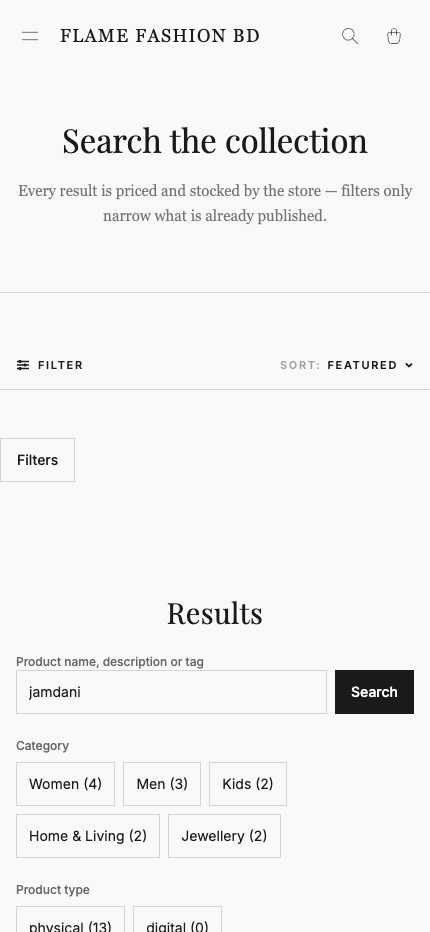 FLAME FASHION BD
Search the collection
Every result is priced and stocked by the store — filters only
narrow what is already published.
FILTER
SORT: FEATURED
Filters
Results
Product name, description or tag
jamdani
Search
Category
Women (4)
Men (3)
Kids (2)
Home & Living (2)
Jewellery (2)
Product type
physical (13)
digital (0)